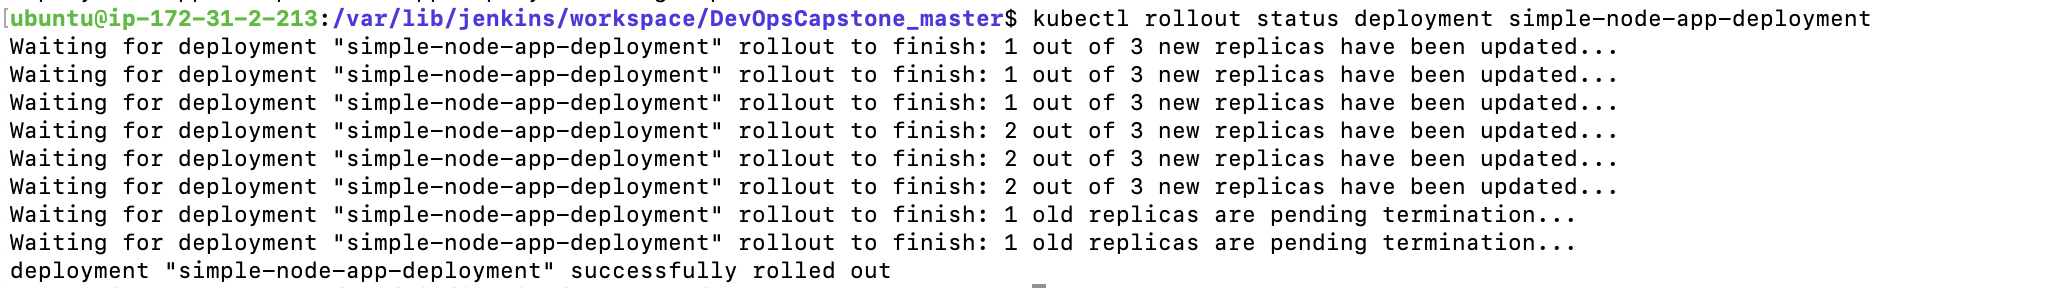 [ubuntu@ip-172-31-2-213:/var/lib/jenkins/workspace/DevOpsCapstone_master$ kubectl rollout status deployment simple-node-app-deployment
Waiting for deployment "simple-node-app-deployment" rollout to finish: 1 out of 3 new replicas have been updated...
Waiting for deployment "simple-node-app-deployment" rollout to finish: 1 out of 3 new replicas have been updated...
Waiting for deployment "simple-node-app-deployment" rollout to finish: 1 out of 3 new replicas have been updated...
Waiting for deployment "simple-node-app-deployment" rollout to finish: 2 out of 3 new replicas have been updated...
Waiting for deployment "simple-node-app-deployment" rollout to finish: 2 out of 3 new replicas have been updated...
Waiting for deployment "simple-node-app-deployment" rollout to finish: 2 out of 3 new replicas have been updated...
Waiting for deployment "simple-node-app-deployment" rollout to finish: 1 old replicas are pending termination...
Waiting for deployment "simple-node-app-deployment" rollout to finish: 1 old replicas are pending termination...
deployment "simple-node-app-deployment" successfully rolled out